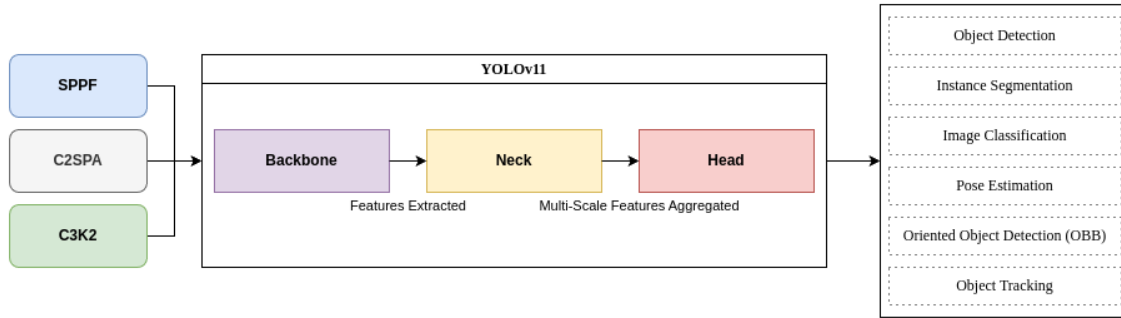 SPPF
C2SPA
C3K2
YOLOv11
Backbone
Neck
Head
Features Extracted
Multi-Scale Features Aggregated
Object Detection
Instance Segmentation
Image Classification
Pose Estimation
Oriented Object Detection (OBB)
Object Tracking